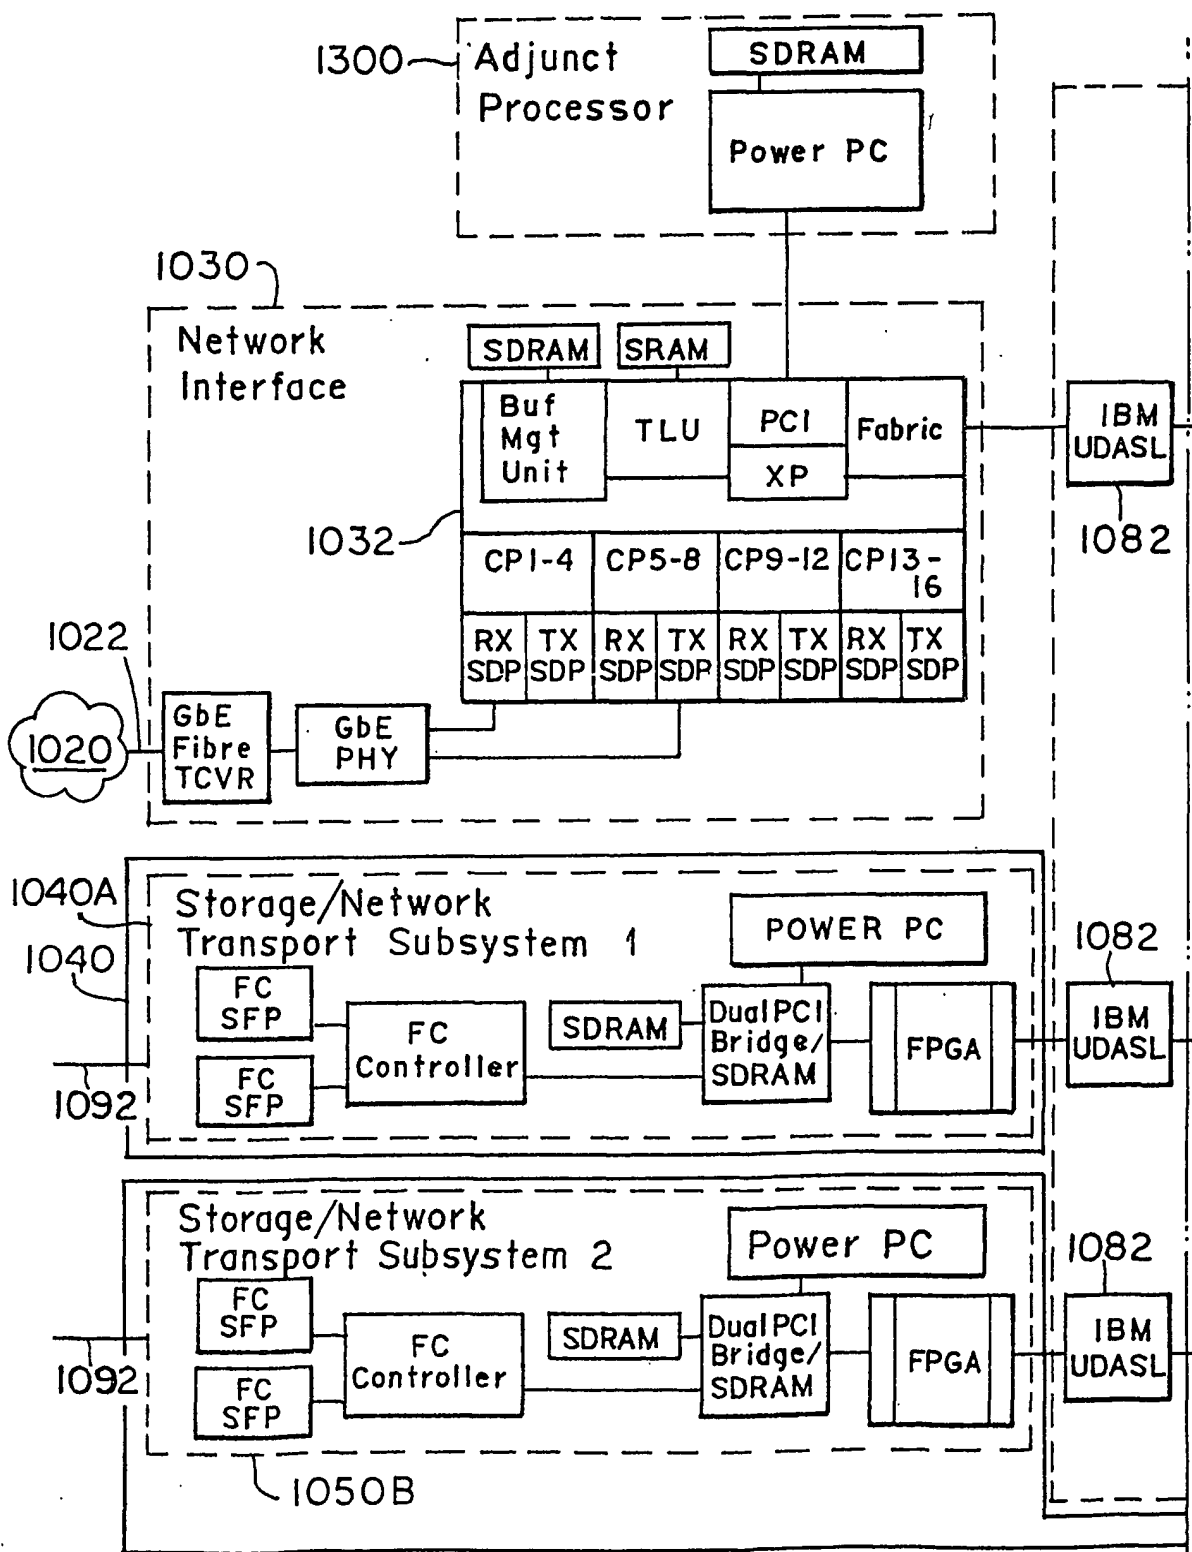 1300
Adjunct
Processor
SDRAM
Power PC
1030
Network
Interface
SDRAM
SRAM
Buf
Mgt
Unit
TLU
PCI
XP
Fabric
IBM
UDASL
1082
1032
CP1-4
CP5-8
CP9-12
CP13-
16
RX
SDP
TX
SDP
RX
SDP
TX
SDP
RX
SDP
TX
SDP
RX
SDP
TX
SDP
1022
1020
GbE
Fibre
TCVR
GbE
PHY
1040A
1040
Storage/Network
Transport Subsystem 1
POWER PC
1082
FC
SFP
FC
SFP
FC
Controller
SDRAM
Dual PCI
Bridge/
SDRAM
FPGA
IBM
UDASL
1092
Storage/Network
Transport Subsystem 2
Power PC
1082
FC
SFP
FC
SFP
FC
Controller
SDRAM
Dual PCI
Bridge/
SDRAM
FPGA
IBM
UDASL
1092
1050B